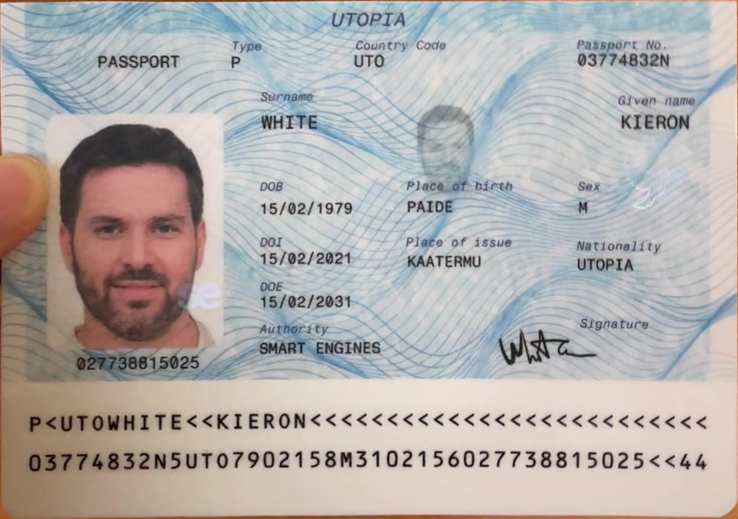 UTOPIA
PASSPORT
Type
P
Country Code
UTO
Passport No.
03774832N
Surname
WHITE
Given name
KIERON
DOB
15/02/1979
Place of birth
PAIDE
Sex
M
DOI
15/02/2021
Place of issue
KAATERMU
Nationality
UTOPIA
DOE
15/02/2031
Authority
SMART ENGINES
Signature
se
027738815025
P<UTOWHITE<<KIERON<<<<<<<<<<<<<<<<<<<<<<<<<<
03774832N5UTO7902158M3102156027738815025<<44